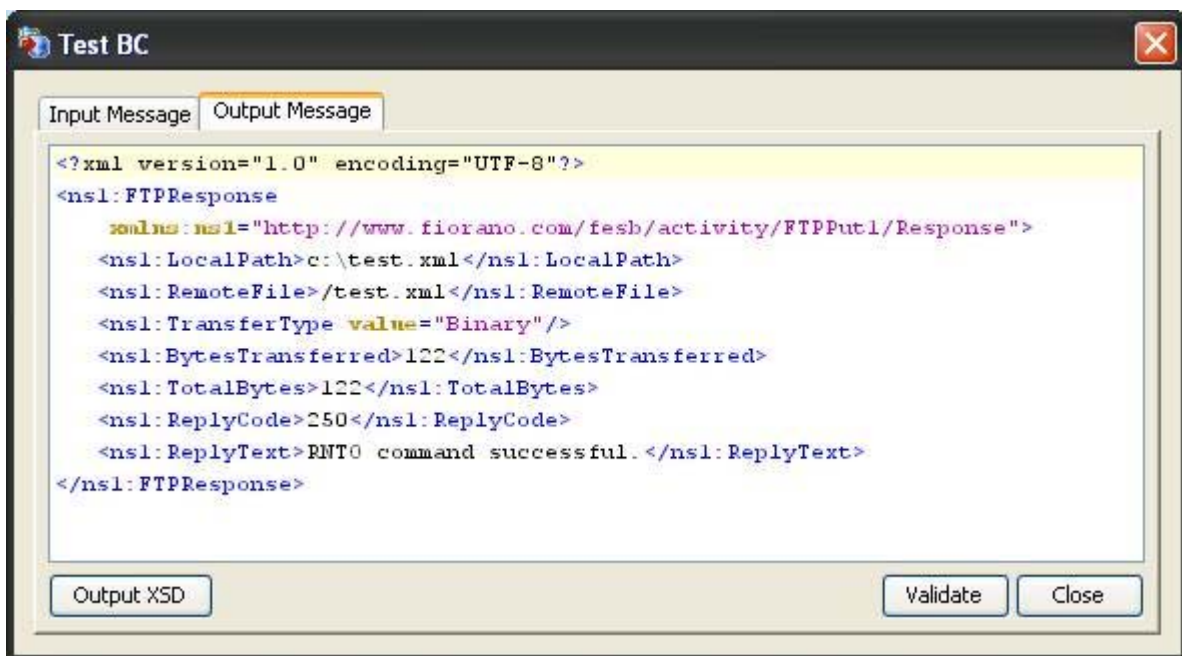 Test BC
Input Message Output Message
<?xml version="1.0" encoding="UTF-8"?>
<ns1:FTPResponse
xmlns:ns1="http://www.fiorano.com/fesb/activity/FTPPut1/Response">
<ns1:LocalPath>c:\test.xml</ns1:LocalPath>
<ns1:RemoteFile>/test.xml</ns1:RemoteFile>
<ns1:TransferType value="Binary"/>
<ns1:BytesTransferred>122</ns1:BytesTransferred>
<ns1:TotalBytes>122</ns1:TotalBytes>
<ns1:ReplyCode>250</ns1:ReplyCode>
<ns1:ReplyText>RNTO command successful.</ns1:ReplyText>
</ns1:FTPResponse>
Output XSD Validate Close